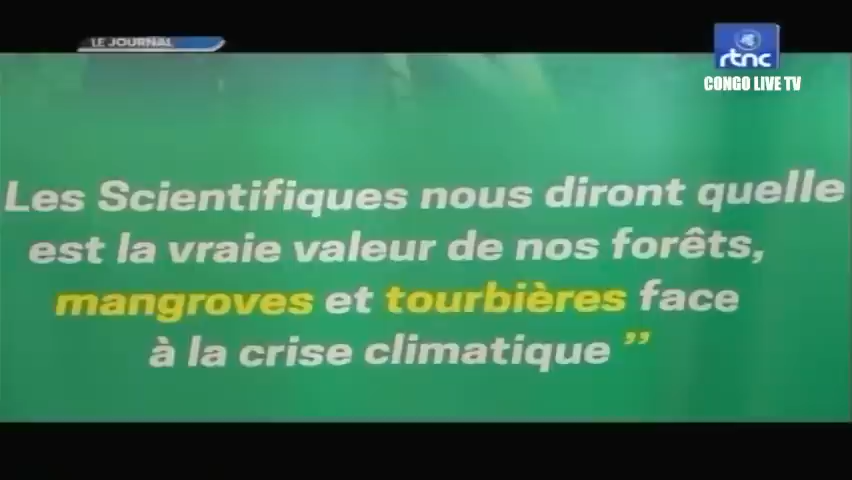 LE JOURNAL
rtnc
CONGO LIVE TV
Les Scientifiques nous diront quelle
est la vraie valeur de nos forêts,
mangroves et tourbières face
à la crise climatique ”